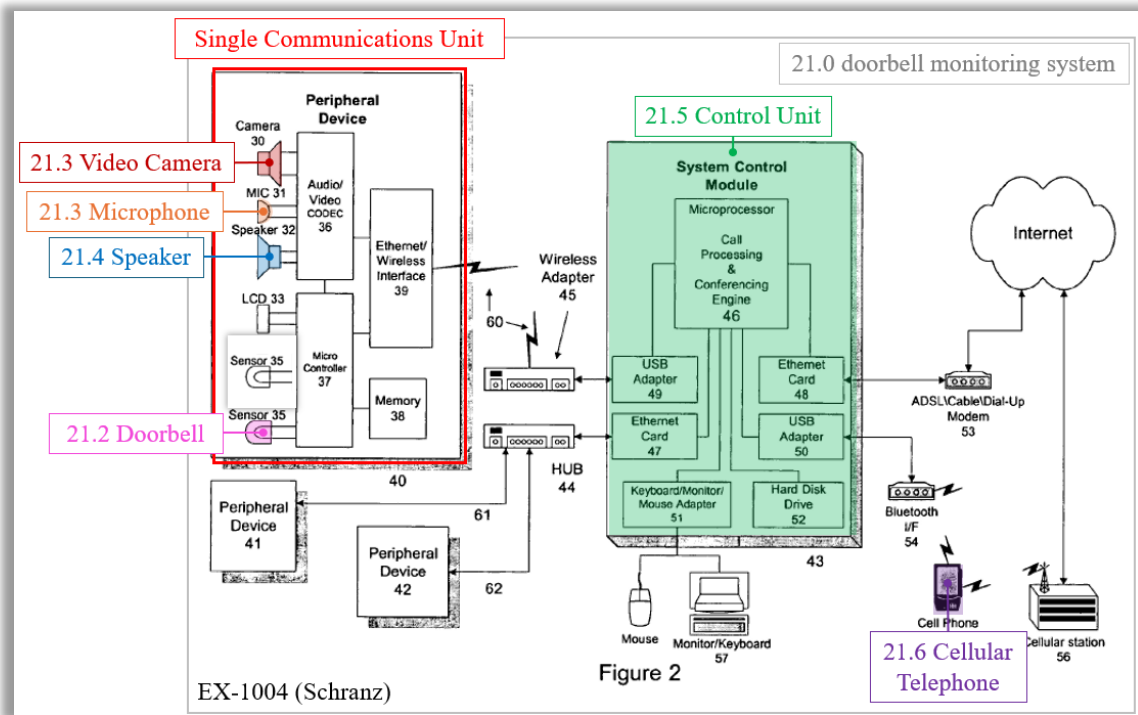 Single Communications Unit
21.0 doorbell monitoring system
21.5 Control Unit
Peripheral
Device
Camera
30
21.3 Video Camera
MIC 31
21.3 Microphone
Speaker 32
21.4 Speaker
Audio/
Video
CODEC
36
Ethernet/
Wireless
Interface
39
LCD 33
Sensor 35
Micro
Controller
37
Memory
38
Sensor 35
21.2 Doorbell
40
Wireless
Adapter
45
60
HUB
44
61
62
Peripheral
Device
41
Peripheral
Device
42
System Control
Module
Microprocessor
Call
Processing
&
Conferencing
Engine
46
USB
Adapter
49
Ethernet
Card
48
Ethernet
Card
47
USB
Adapter
50
Keyboard/Monitor/
Mouse Adapter
51
Hard Disk
Drive
52
43
Mouse
Monitor/Keyboard
57
Internet
ADSL\Cable\Dial-Up
Modem
53
Bluetooth
I/F
54
Cell Phone
21.6 Cellular
Telephone
Cellular station
56
Figure 2
EX-1004 (Schranz)